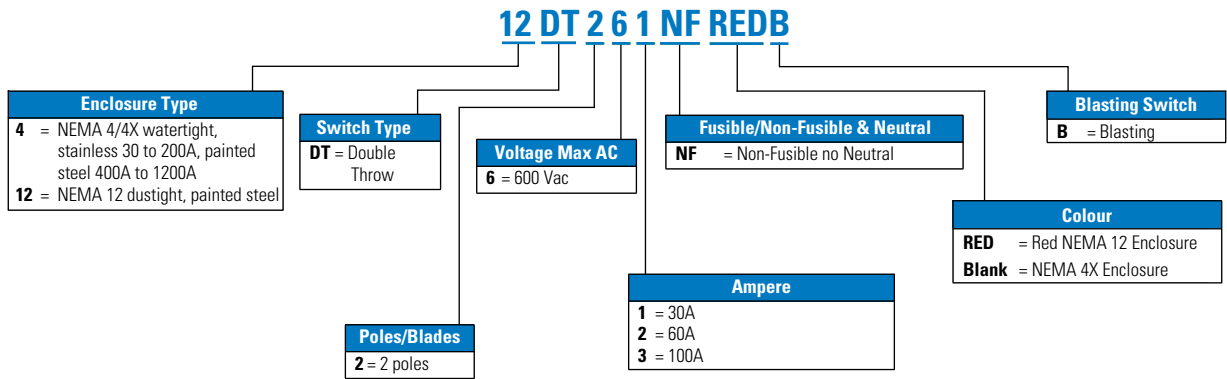 12 DT 2 6 1 NF REDB
Enclosure Type
4 = NEMA 4/4X watertight,
stainless 30 to 200A, painted
steel 400A to 1200A
12 = NEMA 12 dustight, painted steel
Switch Type
DT = Double
Throw
Voltage Max AC
6 = 600 Vac
Fusible/Non-Fusible & Neutral
NF = Non-Fusible no Neutral
Blasting Switch
B = Blasting
Colour
RED = Red NEMA 12 Enclosure
Blank = NEMA 4X Enclosure
Ampere
1 = 30A
2 = 60A
3 = 100A
Poles/Blades
2 = 2 poles